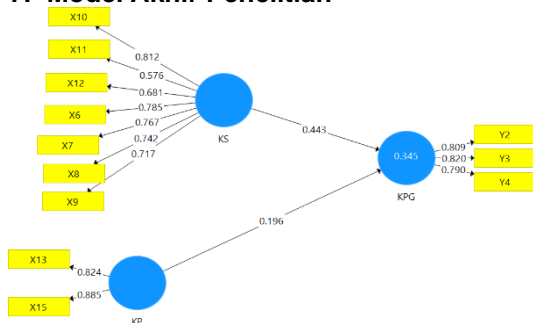 Model Akhir Penelitian
X10
0.812
X11
0.576
X12
0.681
X6
0.785
X7
0.767
X8
0.742
X9
0.717
KS
0.443
Y2
0.809
0.345
0.820
Y3
0.790
Y4
KPG
0.196
X13
0.824
0.885
X15
KP